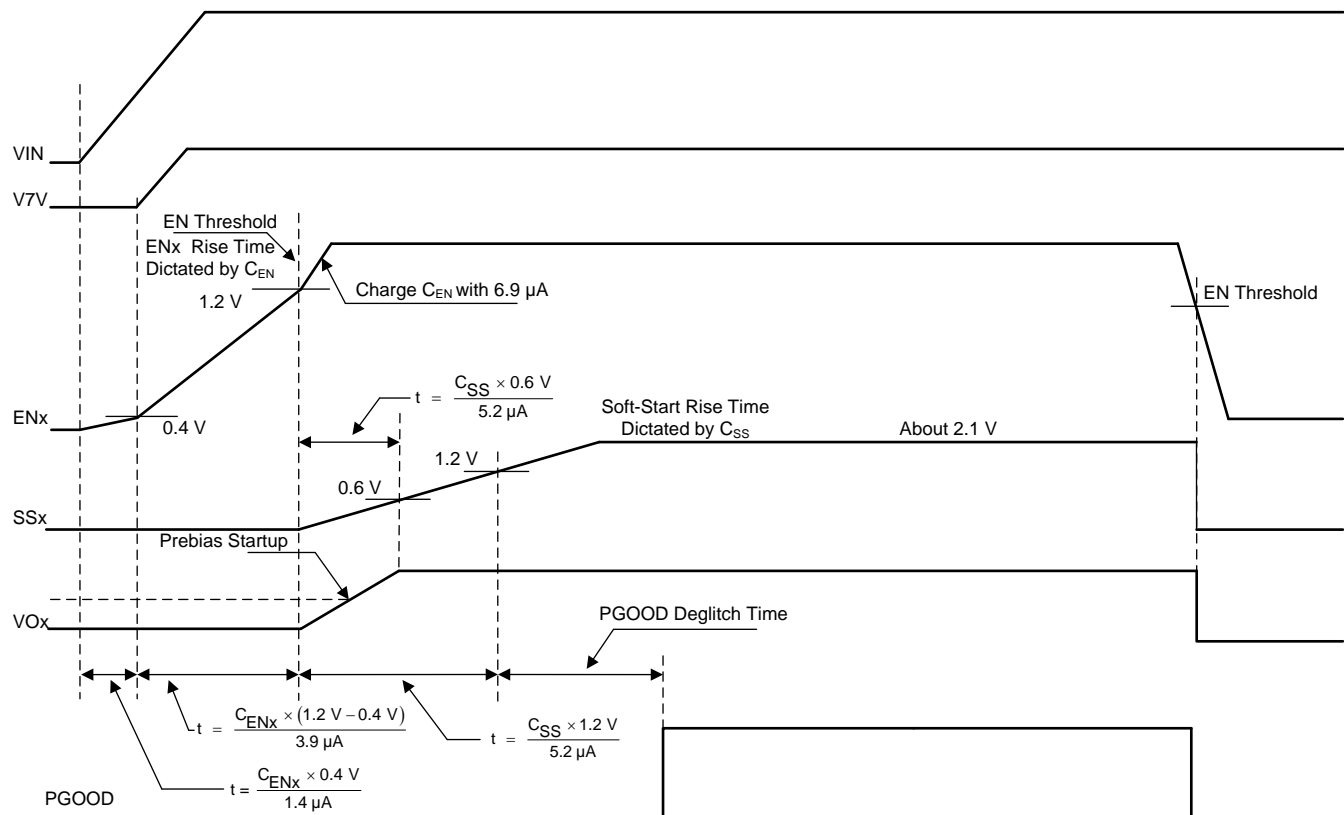 VIN
V7V
EN Threshold
ENx Rise Time
Dictated by C_EN
1.2 V
Charge C_EN with 6.9 µA
EN Threshold
ENx
0.4 V
t = C_SS × 0.6 V / 5.2 µA
Soft-Start Rise Time
Dictated by C_SS
About 2.1 V
1.2 V
0.6 V
SSx
Prebias Startup
VOx
PGOOD Deglitch Time
t = C_ENx × (1.2 V − 0.4 V) / 3.9 µA
t = C_SS × 1.2 V / 5.2 µA
t = C_ENx × 0.4 V / 1.4 µA
PGOOD